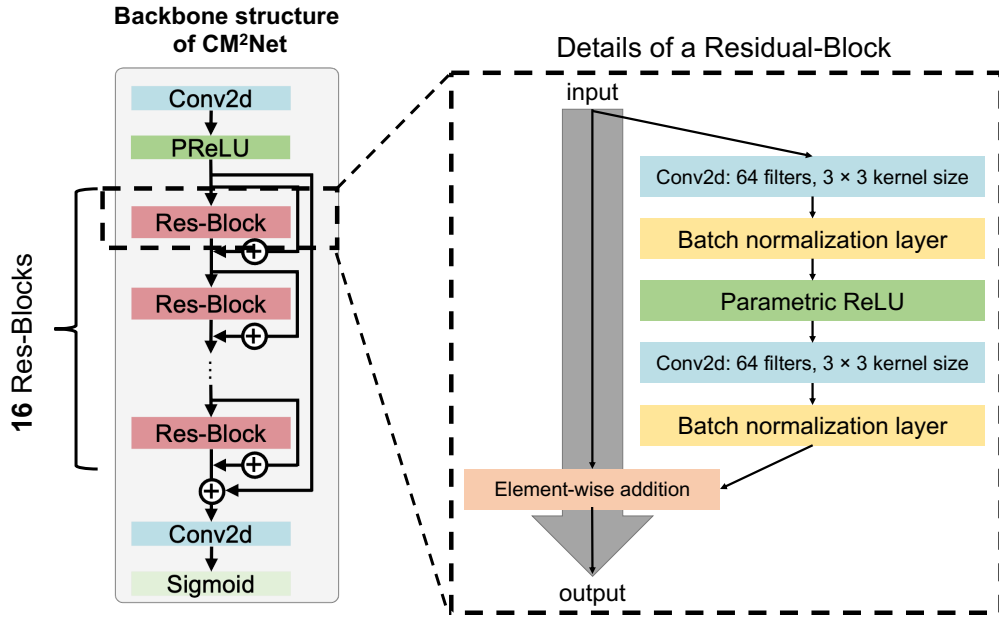 Backbone structure
of CM²Net
Conv2d
PReLU
Res-Block
Res-Block
Res-Block
Conv2d
Sigmoid
16 Res-Blocks
Details of a Residual-Block
input
Conv2d: 64 filters, 3 × 3 kernel size
Batch normalization layer
Parametric ReLU
Conv2d: 64 filters, 3 × 3 kernel size
Batch normalization layer
Element-wise addition
output